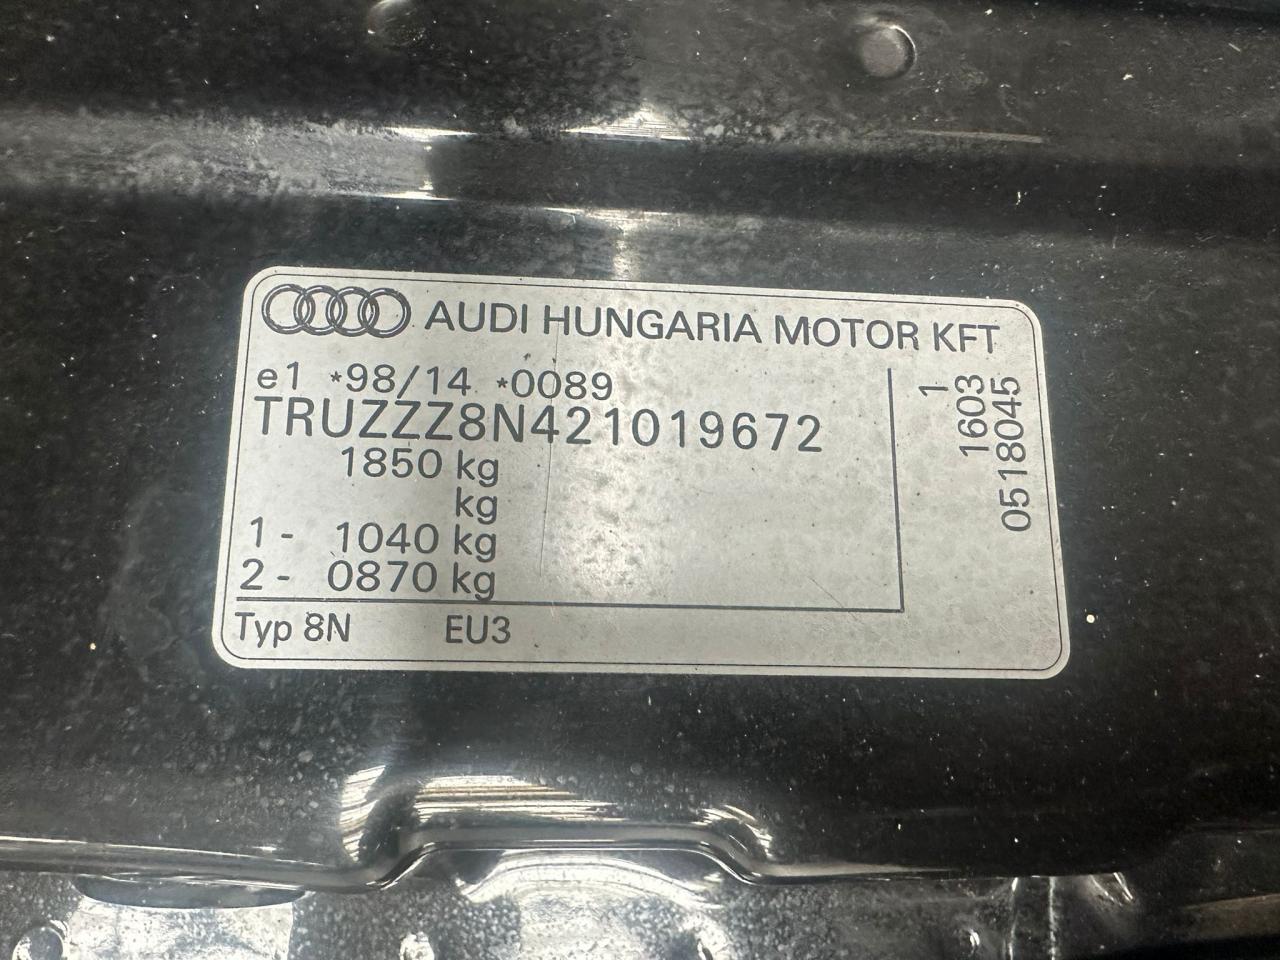 AUDI HUNGARIA MOTOR KFT
e1 *98/14 *0089
TRUZZZ8N421019672
1850 kg
kg
1 - 1040 kg
2 - 0870 kg
Typ 8N EU3
1
1603
0518045